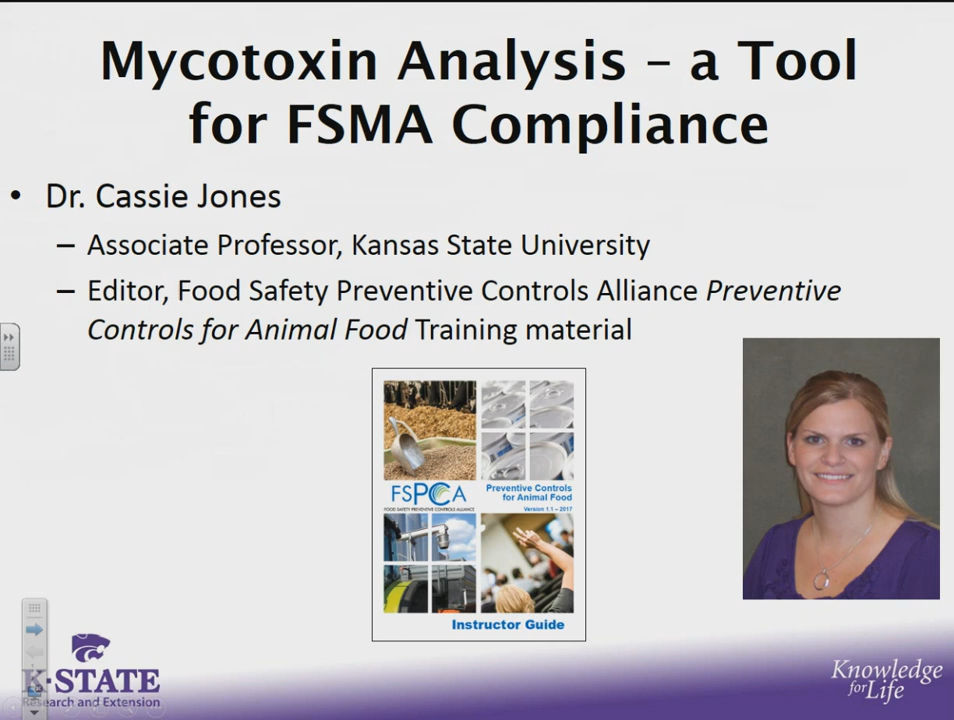 Mycotoxin Analysis – a Tool
for FSMA Compliance
• Dr. Cassie Jones
– Associate Professor, Kansas State University
– Editor, Food Safety Preventive Controls Alliance Preventive
Controls for Animal Food Training material
FSPCA
FOOD SAFETY PREVENTIVE CONTROLS ALLIANCE
Preventive Controls
for Animal Food
Version 1.1 – 2017
Instructor Guide
K-STATE
Research and Extension
Knowledge
for Life